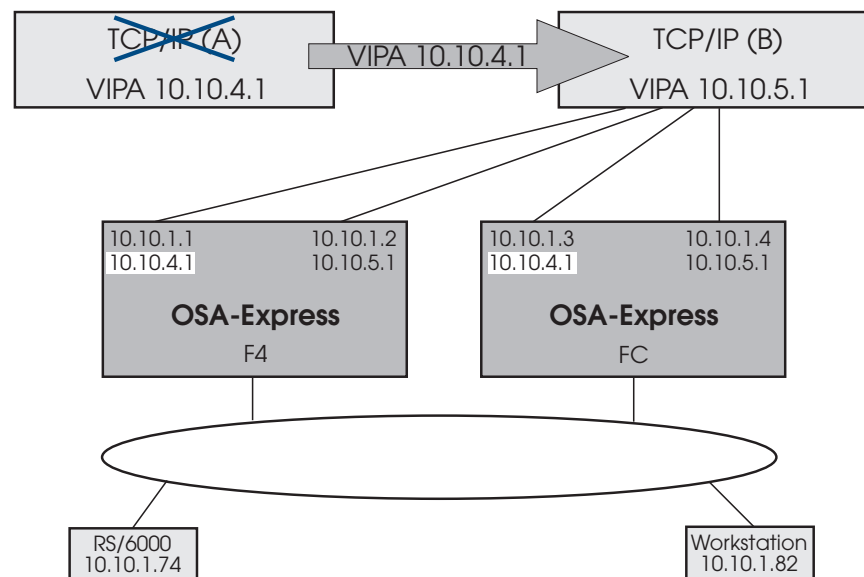 TCP/IP (A)
VIPA 10.10.4.1
VIPA 10.10.4.1
TCP/IP (B)
VIPA 10.10.5.1
10.10.1.1
10.10.1.2
10.10.4.1
10.10.5.1
OSA-Express
F4
10.10.1.3
10.10.1.4
10.10.4.1
10.10.5.1
OSA-Express
FC
RS/6000
10.10.1.74
Workstation
10.10.1.82